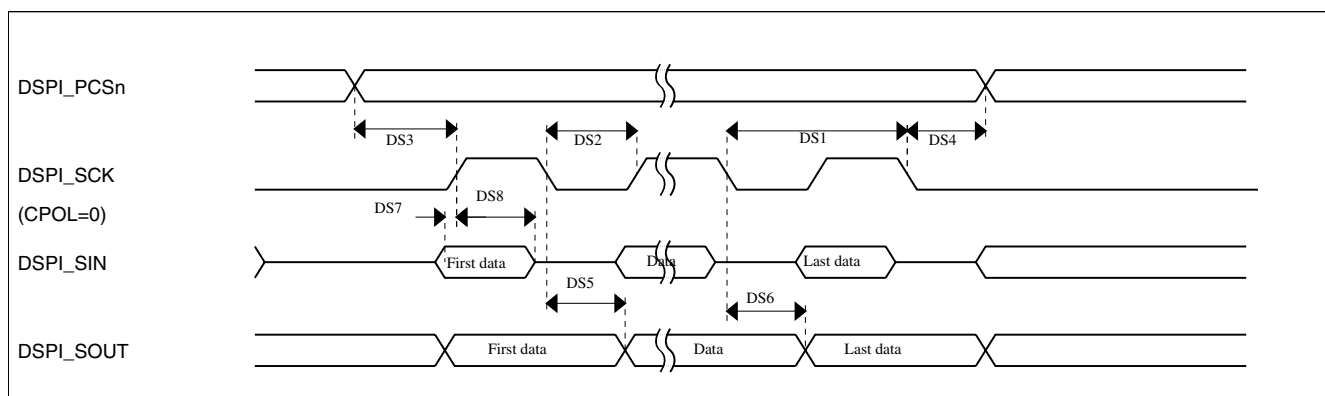 DSPI_PCSn
DS3
DS2
DS1
DS4
DSPI_SCK
(CPOL=0)
DS7
DS8
DSPI_SIN
First data
Data
Last data
DS5
DS6
DSPI_SOUT
First data
Data
Last data